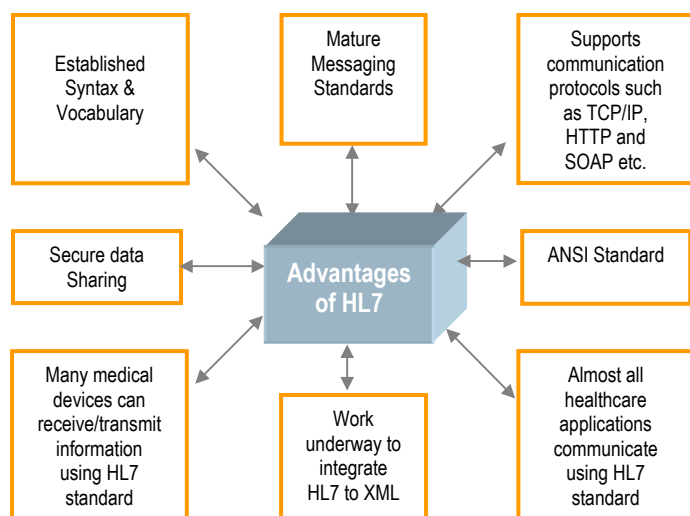 Established
Syntax &
Vocabulary
Mature
Messaging
Standards
Supports
communication
protocols such
as TCP/IP,
HTTP and
SOAP etc.
Secure data
Sharing
Advantages
of HL7
ANSI Standard
Many medical
devices can
receive/transmit
information
using HL7
standard
Work
underway to
integrate
HL7 to XML
Almost all
healthcare
applications
communicate
using HL7
standard